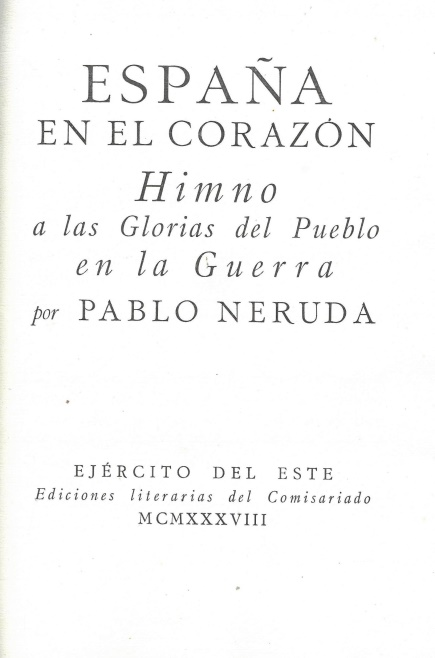 ESPAÑA
EN EL CORAZÓN
Himno
a las Glorias del Pueblo
en la Guerra
por PABLO NERUDA
EJÉRCITO DEL ESTE
Ediciones literarias del Comisariado
MCMXXXVIII